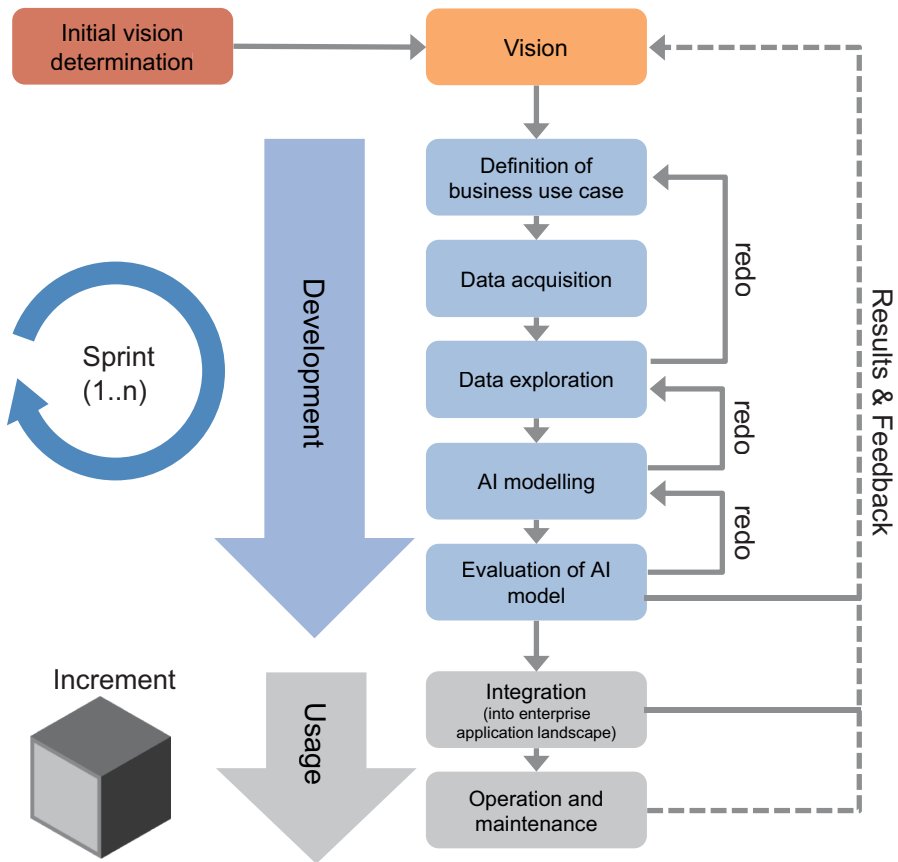 Initial vision
determination
Vision
Definition of
business use case
Data acquisition
Data exploration
AI modelling
Evaluation of AI
model
Integration
(into enterprise
application landscape)
Operation and
maintenance
redo
redo
redo
Results & Feedback
Development
Usage
Sprint
(1..n)
Increment